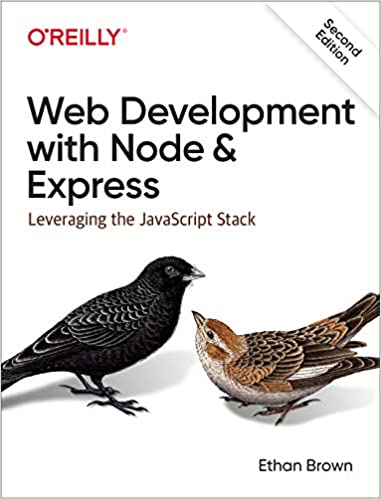 O'REILLY®
Second
Edition
Web Development
with Node &
Express
Leveraging the JavaScript Stack
Ethan Brown